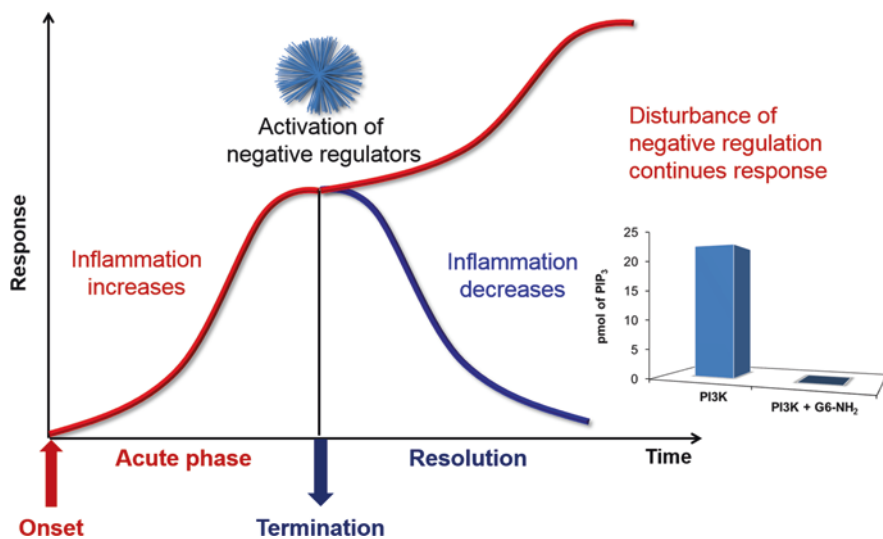 Response
Activation of
negative regulators
Inflammation
increases
Inflammation
decreases
Disturbance of
negative regulation
continues response
pmol of PIP₃
25
20
15
10
5
0
PI3K
PI3K + G6-NH₂
Acute phase
Resolution
Time
Onset
Termination